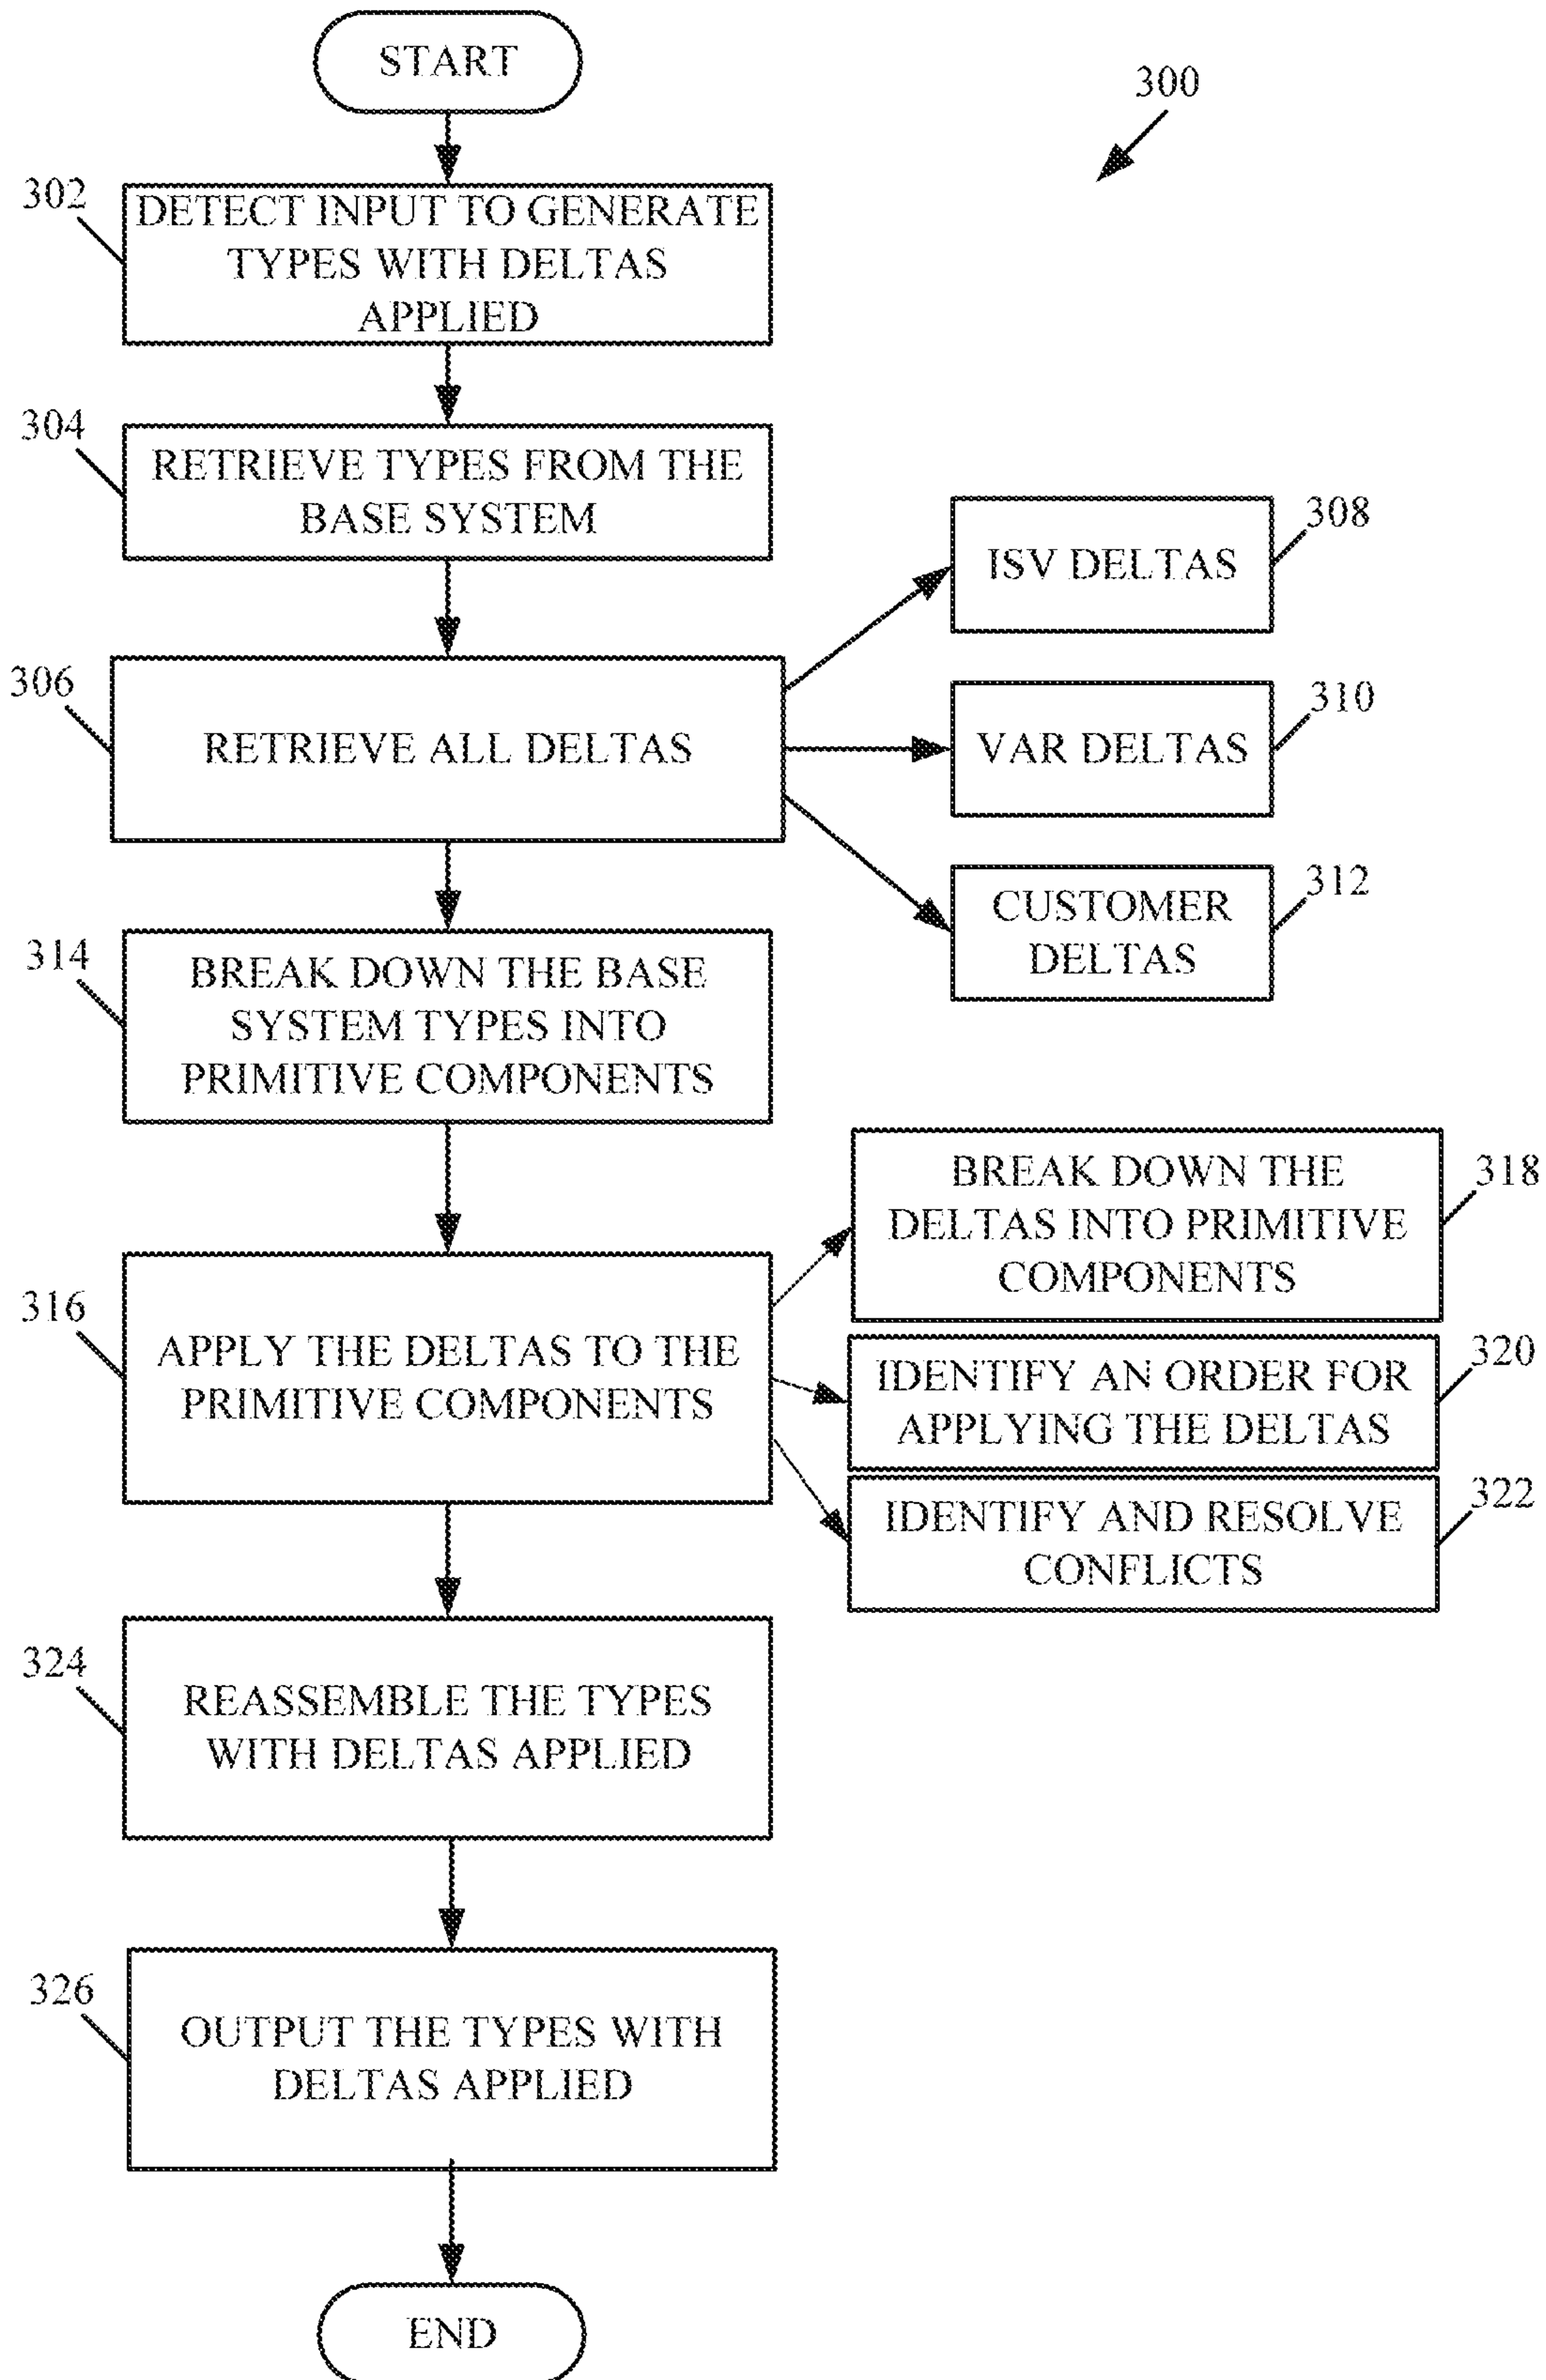 START
300
302
DETECT INPUT TO GENERATE
TYPES WITH DELTAS
APPLIED
304
RETRIEVE TYPES FROM THE
BASE SYSTEM
308
ISV DELTAS
306
RETRIEVE ALL DELTAS
310
VAR DELTAS
312
CUSTOMER
DELTAS
314
BREAK DOWN THE BASE
SYSTEM TYPES INTO
PRIMITIVE COMPONENTS
318
BREAK DOWN THE
DELTAS INTO PRIMITIVE
COMPONENTS
316
APPLY THE DELTAS TO THE
PRIMITIVE COMPONENTS
320
IDENTIFY AN ORDER FOR
APPLYING THE DELTAS
322
IDENTIFY AND RESOLVE
CONFLICTS
324
REASSEMBLE THE TYPES
WITH DELTAS APPLIED
326
OUTPUT THE TYPES WITH
DELTAS APPLIED
END